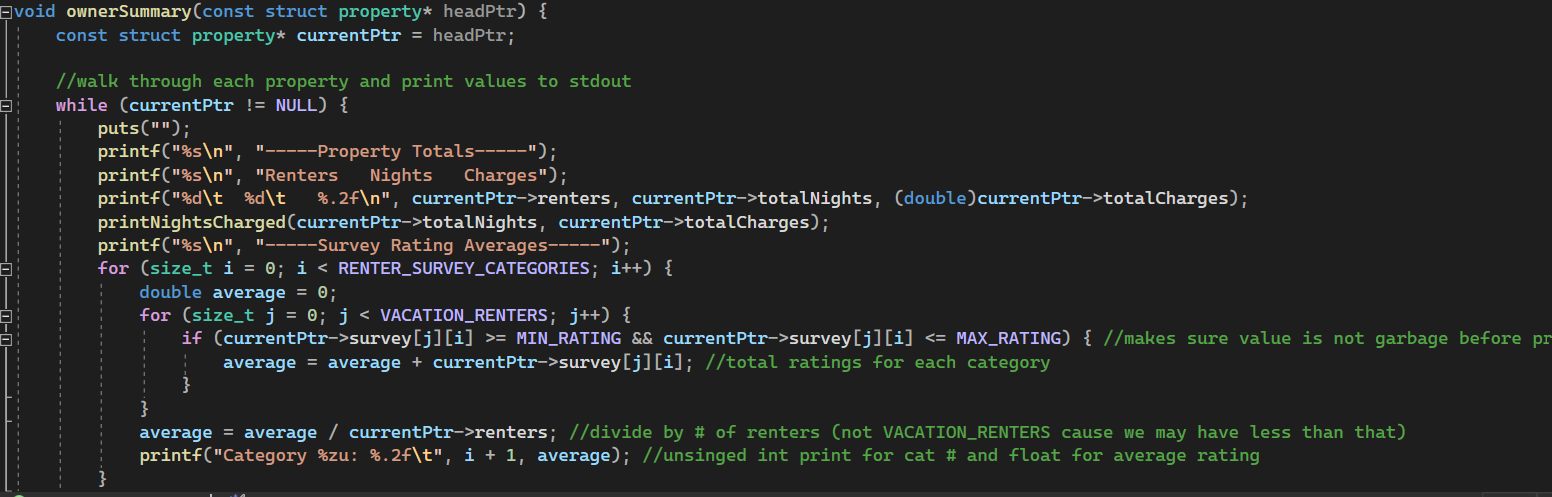 void ownerSummary(const struct property* headPtr) {
    const struct property* currentPtr = headPtr;

    //walk through each property and print values to stdout
    while (currentPtr != NULL) {
        puts("");
        printf("%s\n", "-----Property Totals-----");
        printf("%s\n", "Renters   Nights   Charges");
        printf("%d\t  %d\t   %.2f\n", currentPtr->renters, currentPtr->totalNights, (double)currentPtr->totalCharges);
        printNightsCharged(currentPtr->totalNights, currentPtr->totalCharges);
        printf("%s\n", "-----Survey Rating Averages-----");
        for (size_t i = 0; i < RENTER_SURVEY_CATEGORIES; i++) {
            double average = 0;
            for (size_t j = 0; j < VACATION_RENTERS; j++) {
                if (currentPtr->survey[j][i] >= MIN_RATING && currentPtr->survey[j][i] <= MAX_RATING) { //makes sure value is not garbage before pr
                    average = average + currentPtr->survey[j][i]; //total ratings for each category
                }
            }
            average = average / currentPtr->renters; //divide by # of renters (not VACATION_RENTERS cause we may have less than that)
            printf("Category %zu: %.2f\t", i + 1, average); //unsinged int print for cat # and float for average rating
        }